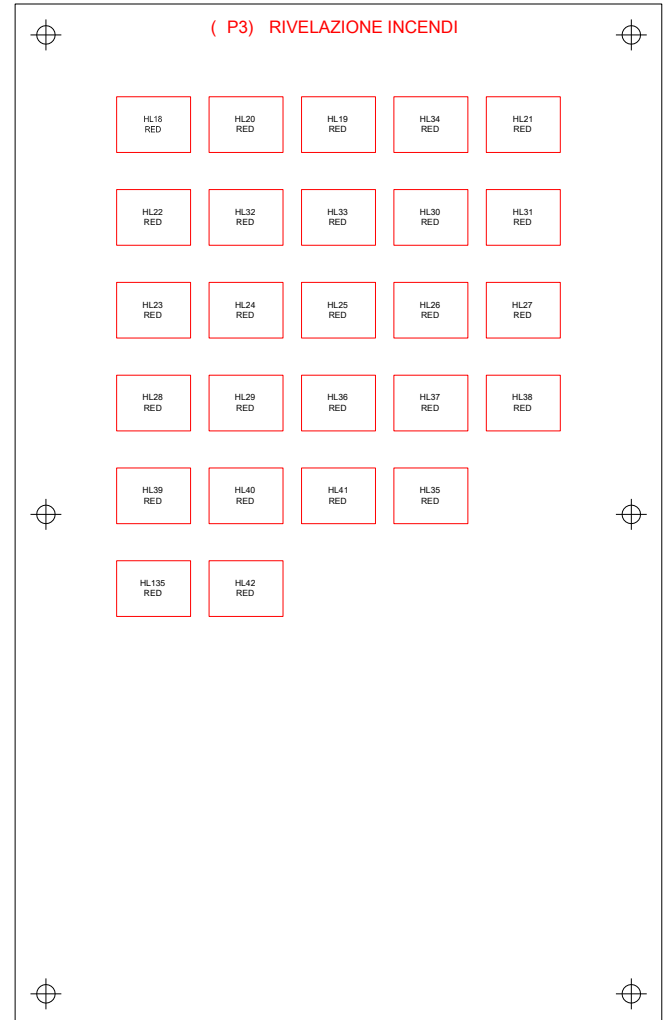 ( P3) RIVELAZIONE INCENDI
HL18
RED
HL20
RED
HL19
RED
HL34
RED
HL21
RED
HL22
RED
HL32
RED
HL33
RED
HL30
RED
HL31
RED
HL23
RED
HL24
RED
HL25
RED
HL26
RED
HL27
RED
HL28
RED
HL29
RED
HL36
RED
HL37
RED
HL38
RED
HL39
RED
HL40
RED
HL41
RED
HL35
RED
HL135
RED
HL42
RED